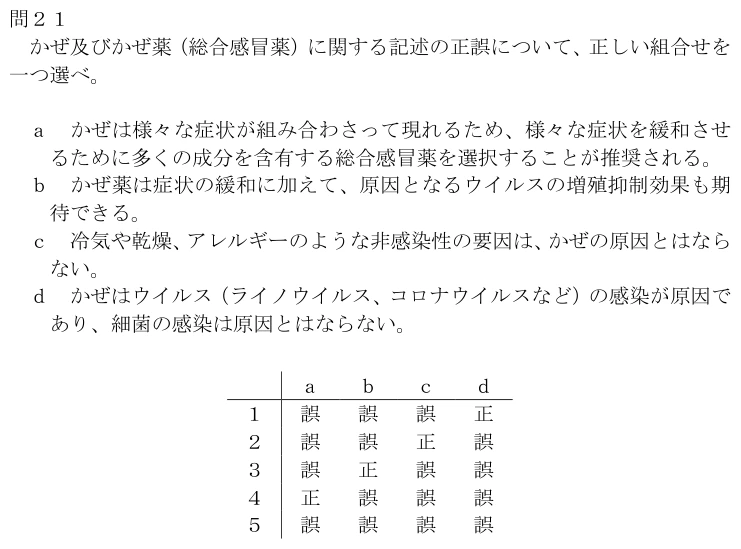 問21
かぜ及びかぜ薬（総合感冒薬）に関する記述の正誤について、正しい組合せを
一つ選べ。
a　かぜは様々な症状が組み合わさって現れるため、様々な症状を緩和させ
るために多くの成分を含有する総合感冒薬を選択することが推奨される。
b　かぜ薬は症状の緩和に加えて、原因となるウイルスの増殖抑制効果も期
待できる。
c　冷気や乾燥、アレルギーのような非感染性の要因は、かぜの原因とはなら
ない。
d　かぜはウイルス（ライノウイルス、コロナウイルスなど）の感染が原因で
あり、細菌の感染は原因とはならない。
a b c d
1 誤 誤 誤 正
2 誤 誤 正 誤
3 誤 正 誤 誤
4 正 誤 誤 誤
5 誤 誤 誤 誤